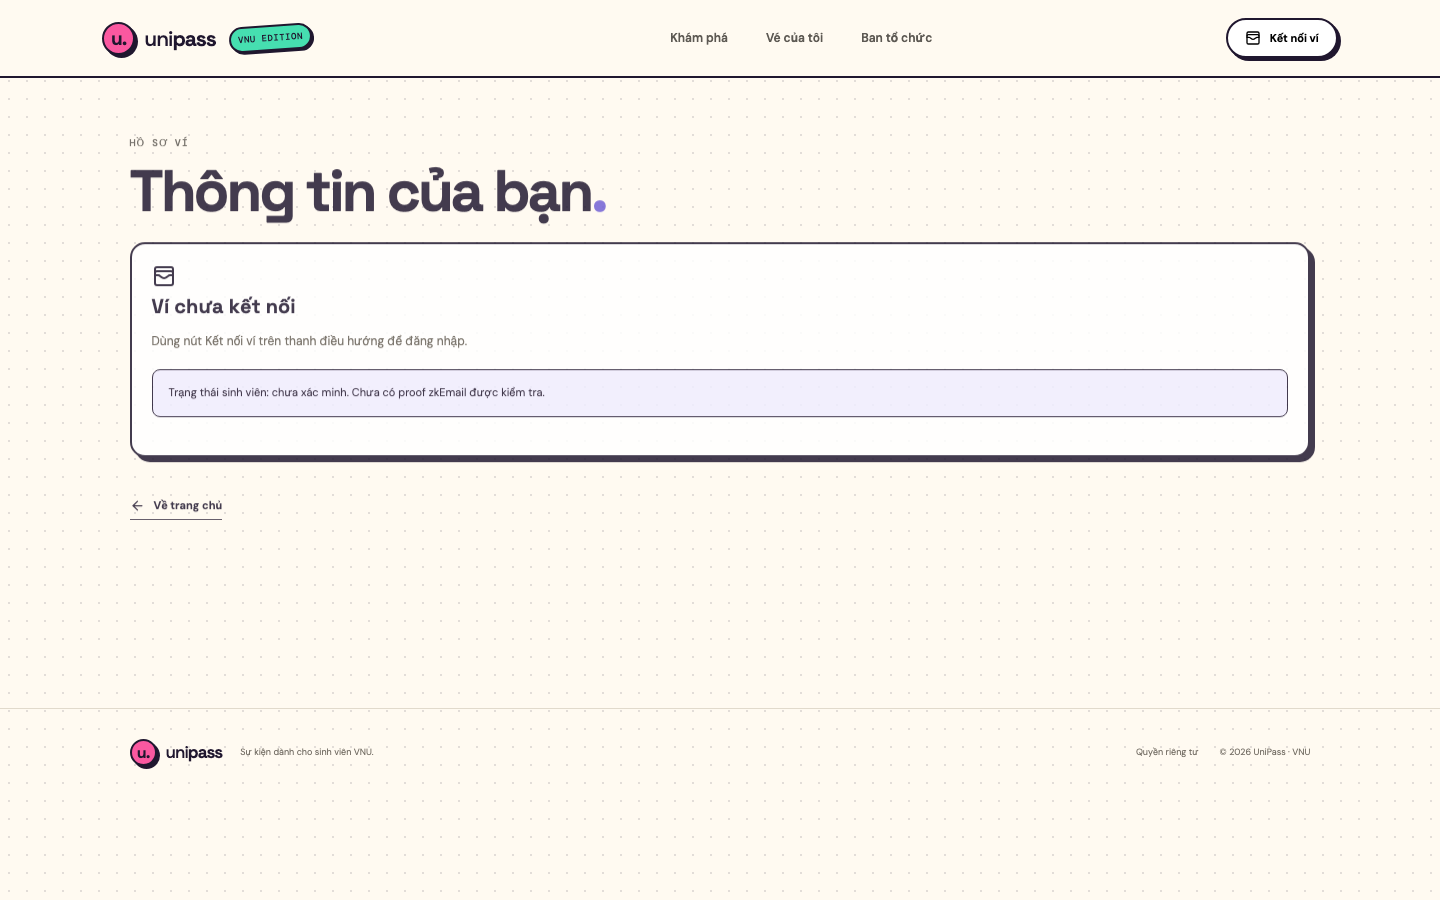 u. unipass VNU EDITION Khám phá Vé của tôi Ban tổ chức Kết nối ví
HỒ SƠ VÍ
Thông tin của bạn.
Ví chưa kết nối
Dùng nút Kết nối ví trên thanh điều hướng để đăng nhập.
Trạng thái sinh viên: chưa xác minh. Chưa có proof zkEmail được kiểm tra.
Về trang chủ
u. unipass Sự kiện dành cho sinh viên VNU. Quyền riêng tư © 2026 UniPass · VNU